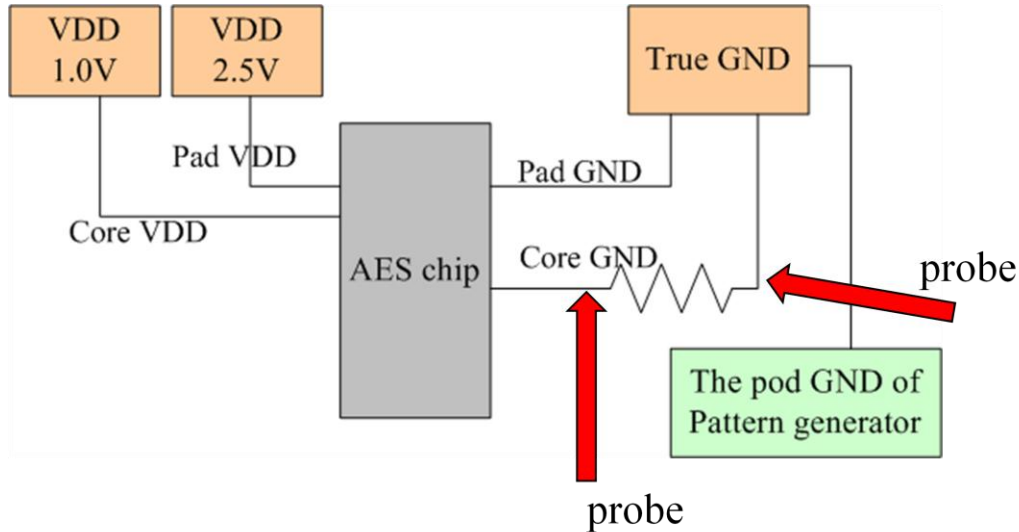 VDD
1.0V
VDD
2.5V
True GND
Pad VDD
Pad GND
Core VDD
Core GND
AES chip
probe
The pod GND of
Pattern generator
probe